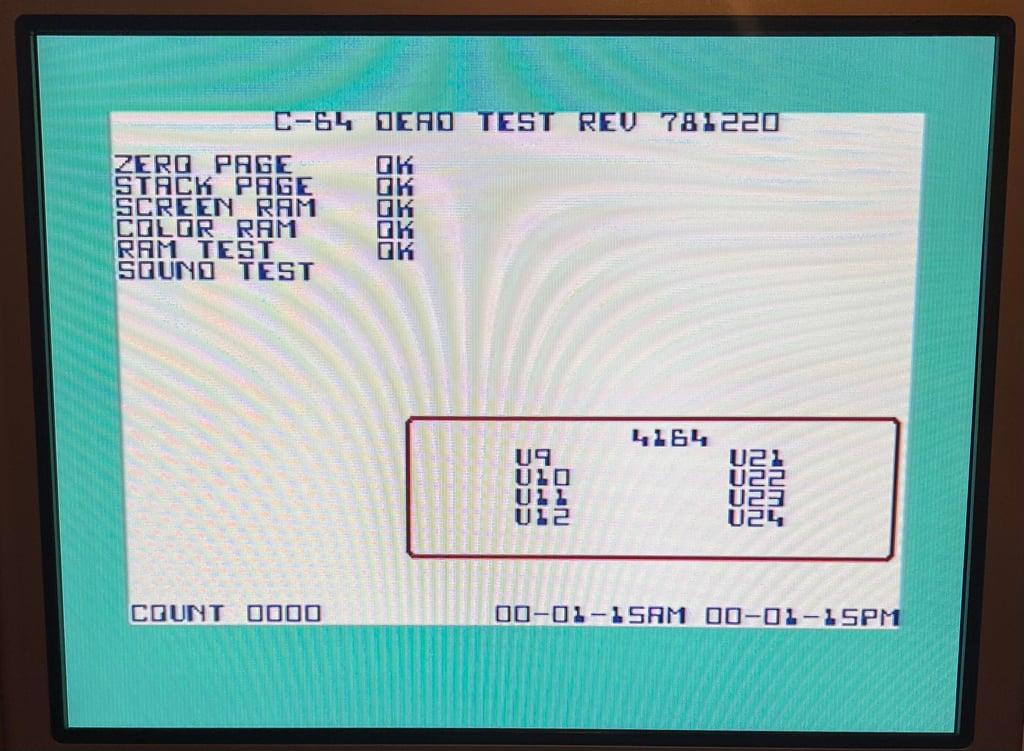 C-64 DEAD TEST REV 781220
ZERO PAGE OK
STACK PAGE OK
SCREEN RAM OK
COLOR RAM OK
RAM TEST OK
SOUND TEST
4164
U9 U21
U10 U22
U11 U23
U12 U24
COUNT 0000 00-01-15AM 00-01-15PM